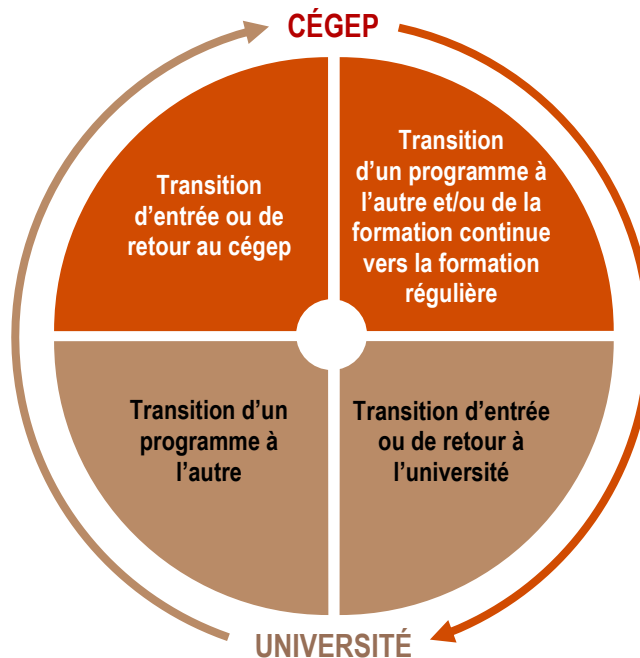 CÉGEP
Transition
d'entrée ou de
retour au cégep
Transition
d'un programme à
l'autre et/ou de la
formation continue
vers la formation
régulière
Transition d'un
programme à
l'autre
Transition d'entrée
ou de retour à
l'université
UNIVERSITÉ